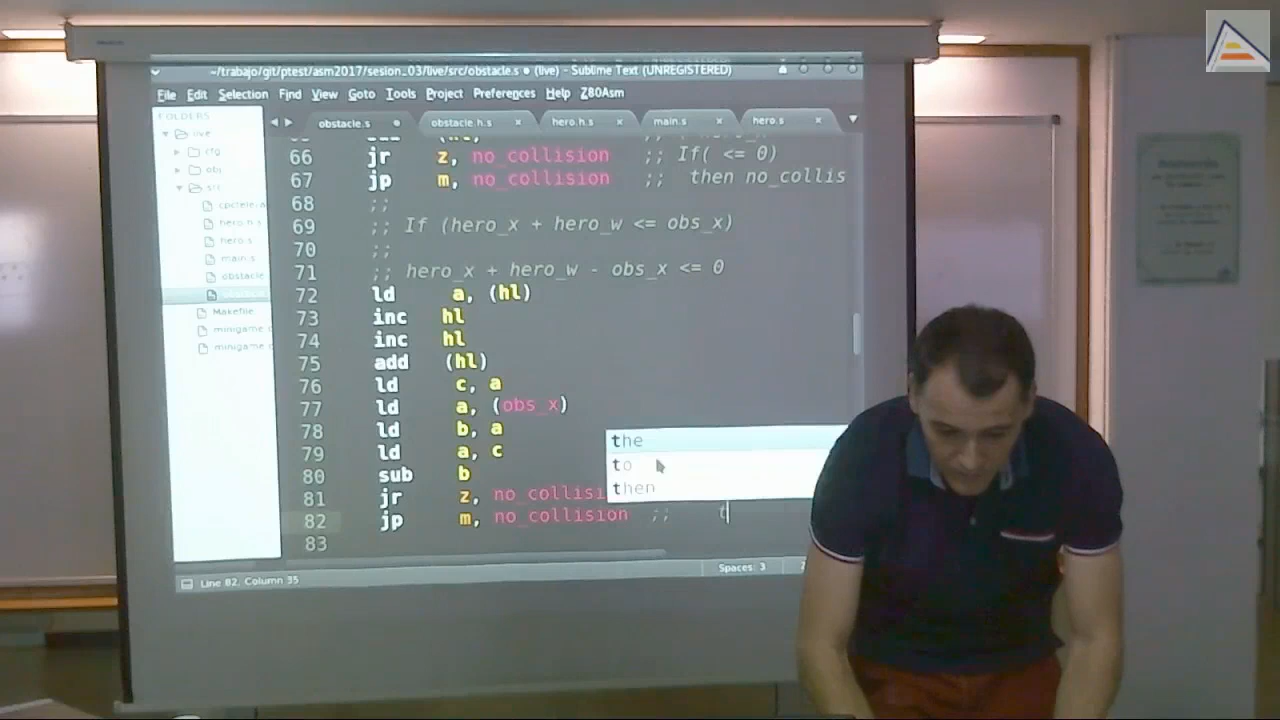 ~/trabajo/git/ptest/asm2017/sesion_03/live/src/obstacle.s • (live) - Sublime Text (UNREGISTERED)
File Edit Selection Find View Goto Tools Project Preferences Help Z80Asm
FOLDERS
live
cfg
obj
src
hero.h.s
hero.s
main.s
obstacle
Makefile
minigame.
minigame.
obstacle.s
obstacle.h.s
hero.h.s
main.s
hero.s
66 jr z, no_collision ;; If( <= 0)
67 jp m, no_collision ;; then no_collis
68 ;;
69 ;; If (hero_x + hero_w <= obs_x)
70 ;;
71 ;; hero_x + hero_w - obs_x <= 0
72 ld a, (hl)
73 inc hl
74 inc hl
75 add (hl)
76 ld c, a
77 ld a, (obs_x)
78 ld b, a
79 ld a, c
80 sub b
81 jr z, no_collisi
82 jp m, no_collision ;; t
83
the
to
then
Line 82, Column 35
Spaces: 3